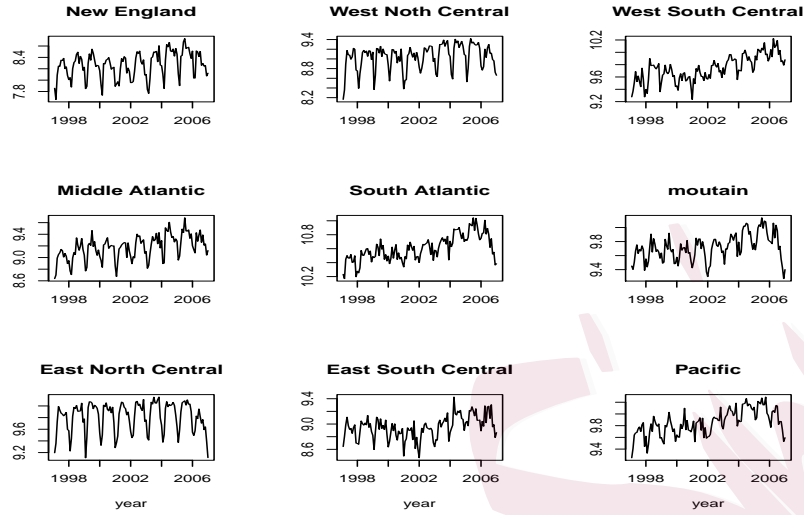 New England West Noth Central West South Central
8.4
7.8
1998 2002 2006
9.4
8.8
8.2
1998 2002 2006
10.2
9.6
9.2
1998 2002 2006
Middle Atlantic South Atlantic moutain
9.4
9.0
8.6
1998 2002 2006
10.8
10.2
1998 2002 2006
9.8
9.4
1998 2002 2006
East North Central East South Central Pacific
9.6
9.2
1998 2002 2006
year
9.4
9.0
8.6
1998 2002 2006
year
9.8
9.4
1998 2002 2006
year